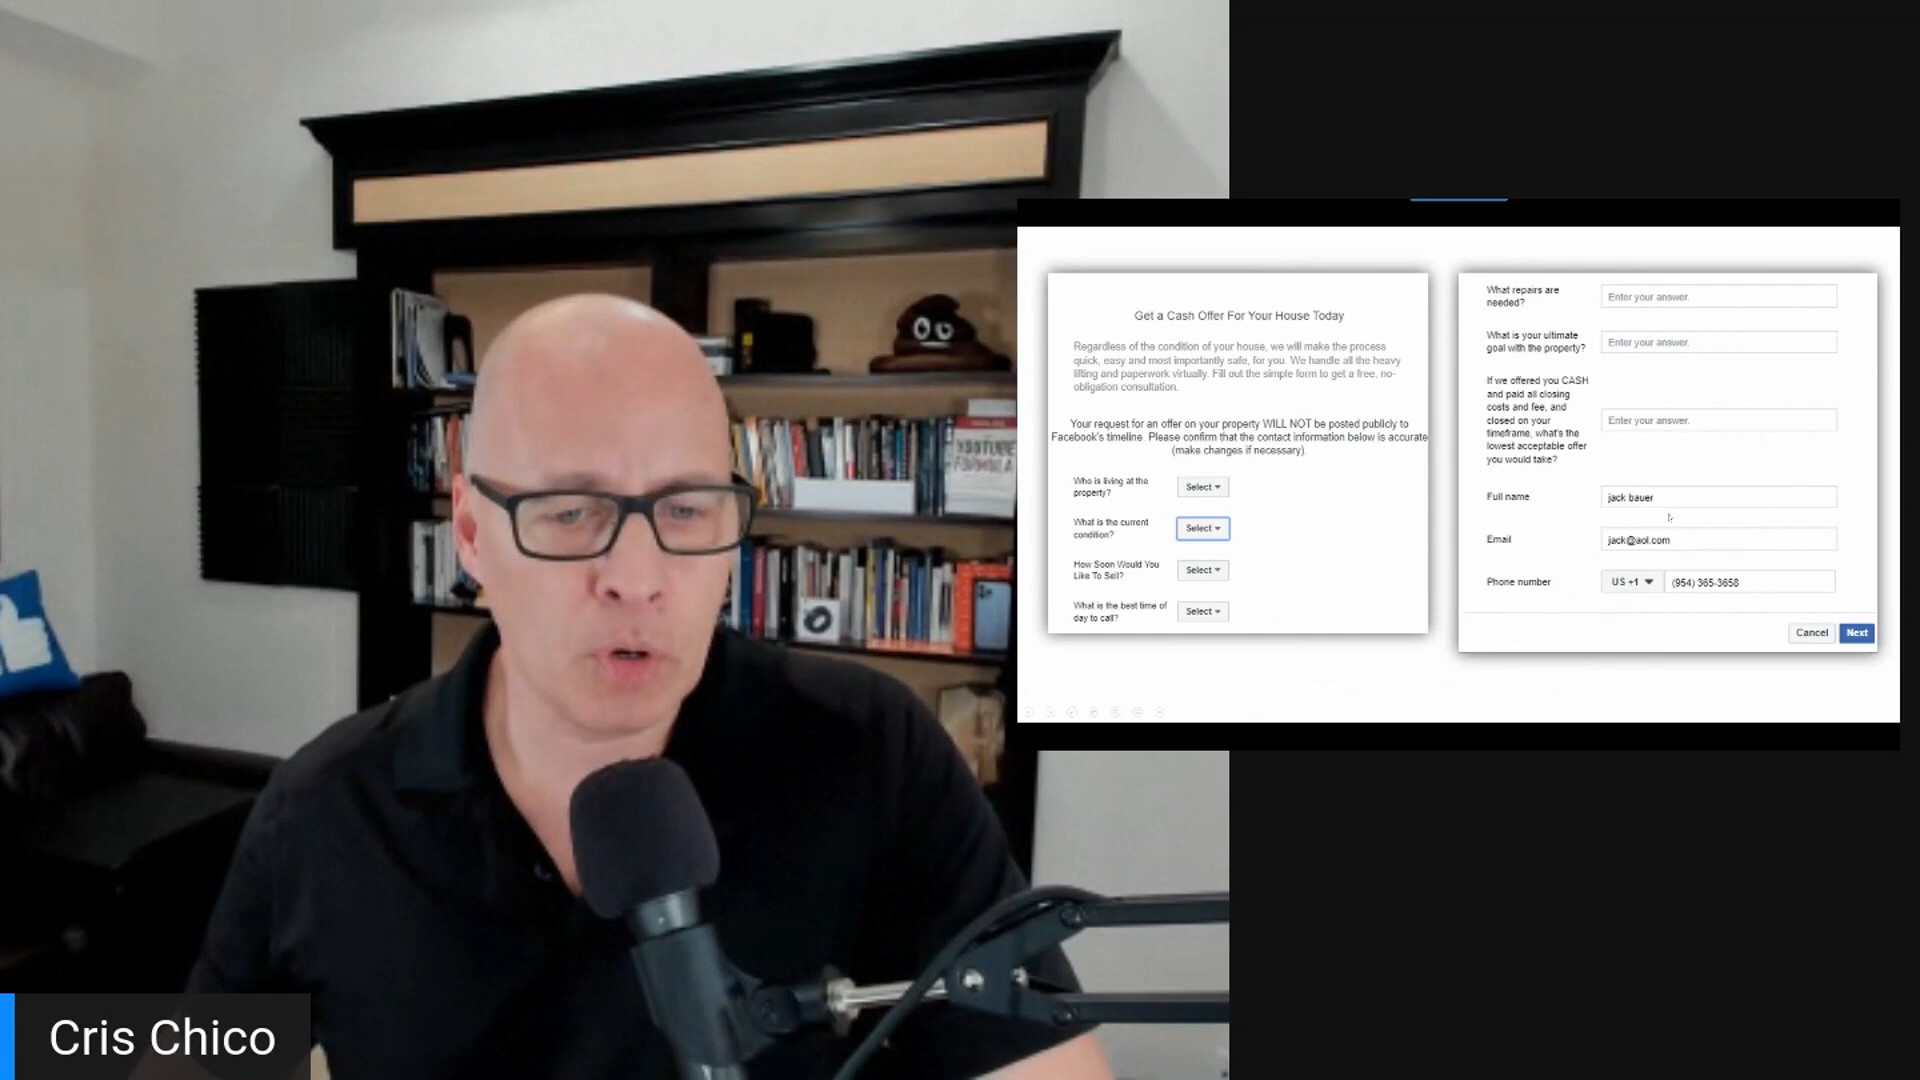 YOUTUBE
FORMULA
Get a Cash Offer For Your House Today
Regardless of the condition of your house, we will make the process
quick, easy and most importantly safe, for you. We handle all the heavy
lifting and paperwork virtually. Fill out the simple form to get a free, no-
obligation consultation.
Your request for an offer on your property WILL NOT be posted publicly to
Facebook's timeline. Please confirm that the contact information below is accurate
(make changes if necessary).
Who is living at the
property?
Select
What is the current
condition?
Select
How Soon Would You
Like To Sell?
Select
What is the best time of
day to call?
Select
What repairs are
needed?
Enter your answer.
What is your ultimate
goal with the property?
Enter your answer.
If we offered you CASH
and paid all closing
costs and fee, and
closed on your
timeframe, what's the
lowest acceptable offer
you would take?
Enter your answer.
Full name
jack bauer
Email
jack@aol.com
Phone number
US +1
(954) 365-3658
Cancel
Next
Cris Chico